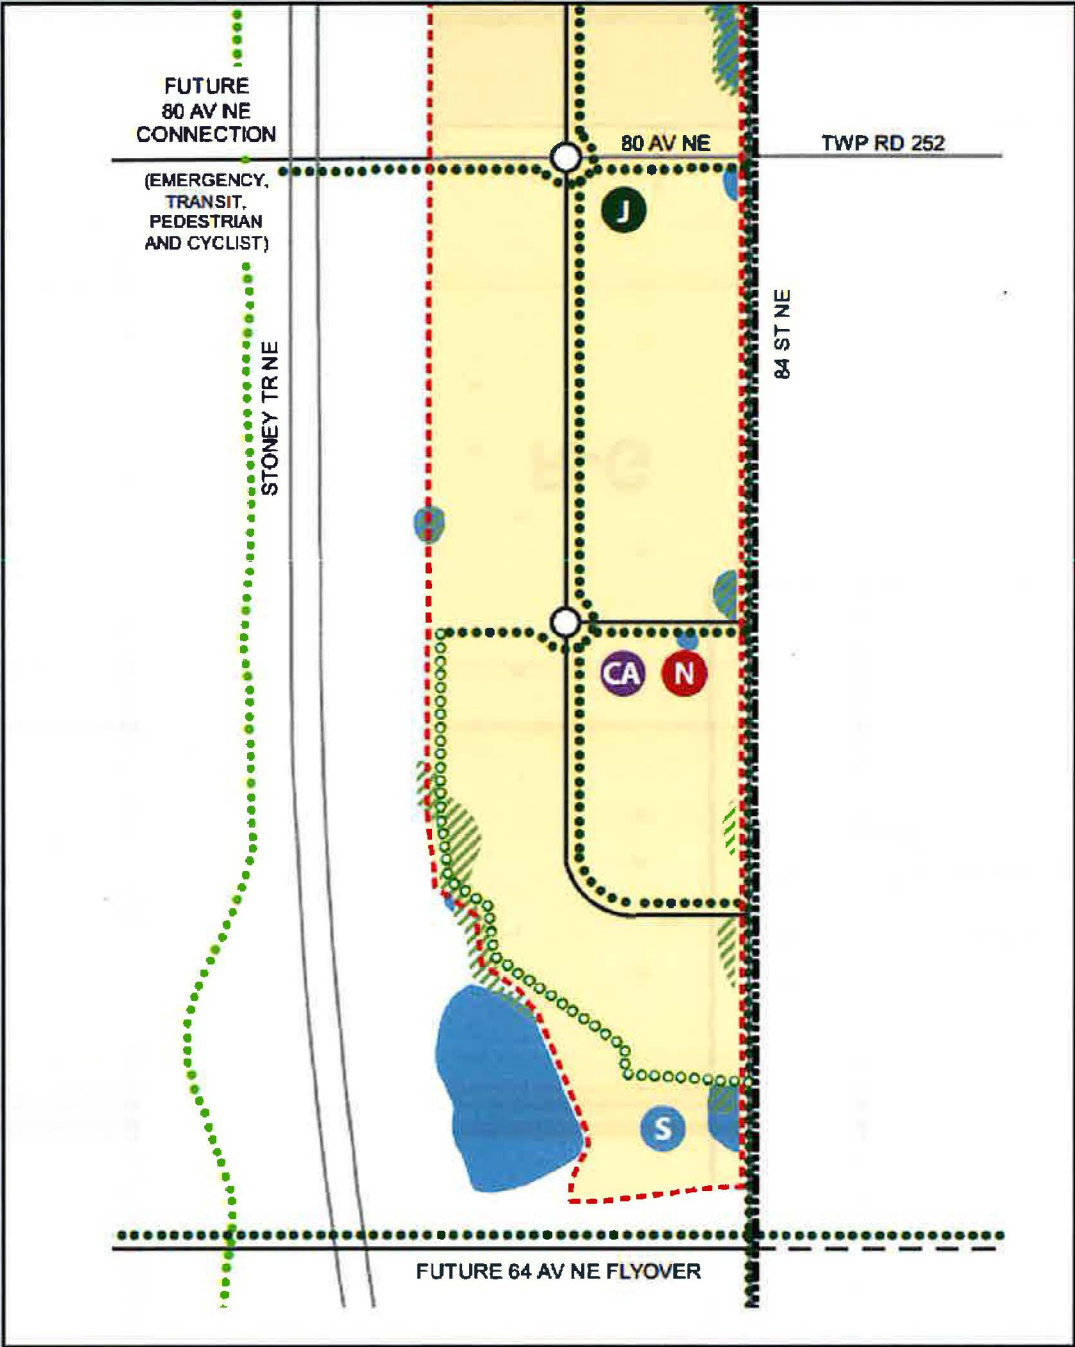 FUTURE
80 AV NE
CONNECTION
80 AV NE
TWP RD 252
(EMERGENCY,
TRANSIT,
PEDESTRIAN
AND CYCLIST)
J
84 ST NE
STONEY TR NE
CA
N
S
FUTURE 64 AV NE FLYOVER